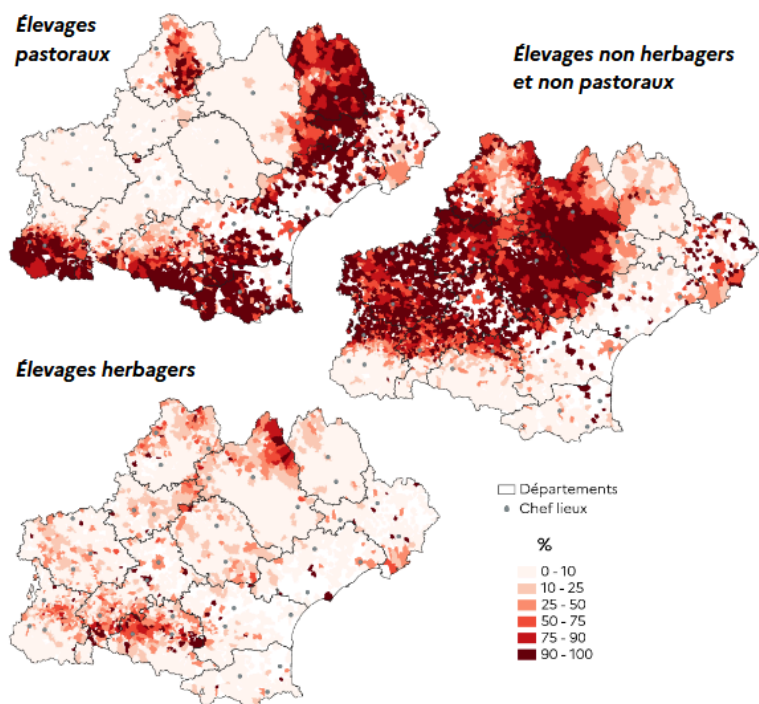 Élevages
pastoraux
Élevages non herbagers
et non pastoraux
Élevages herbagers
Départements
Chef lieux
%
0 - 10
10 - 25
25 - 50
50 - 75
75 - 90
90 - 100